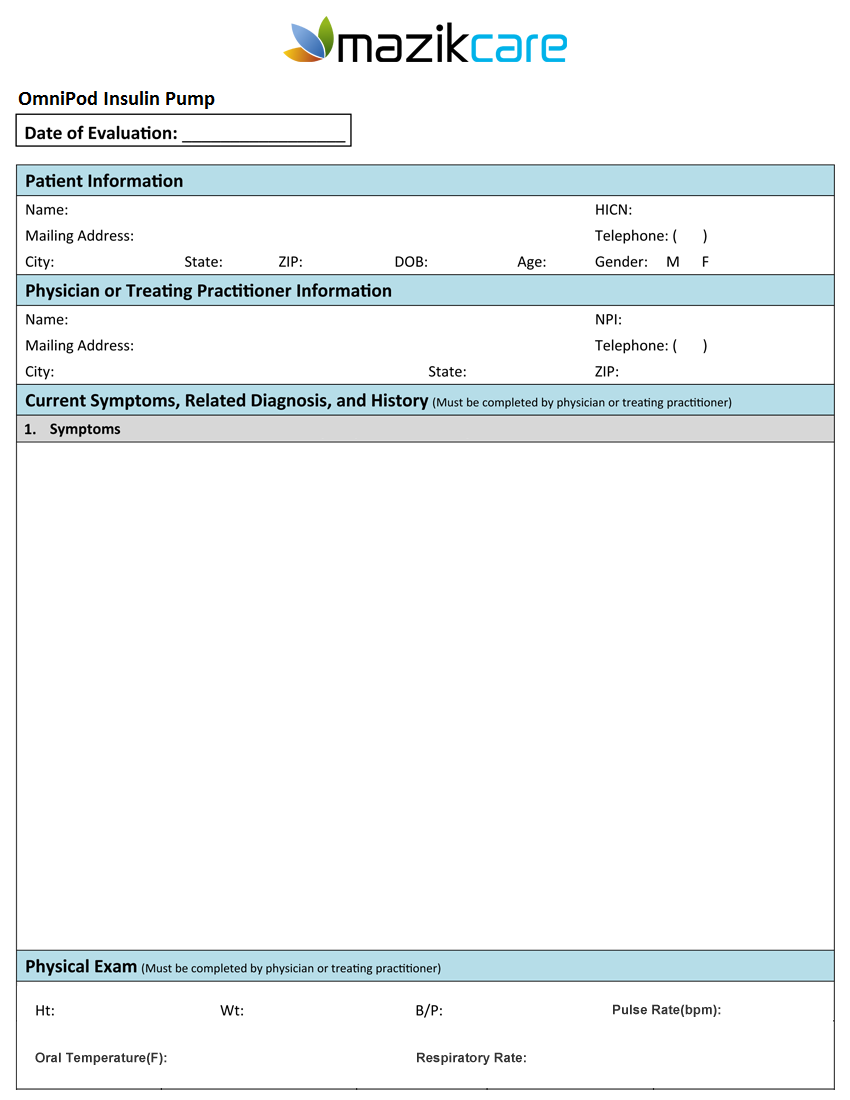 mazikcare
OmniPod Insulin Pump
Date of Evaluation: ___________________
Patient Information
Name: HICN:
Mailing Address: Telephone: ( )
City: State: ZIP: DOB: Age: Gender: M F
Physician or Treating Practitioner Information
Name: NPI:
Mailing Address: Telephone: ( )
City: State: ZIP:
Current Symptoms, Related Diagnosis, and History (Must be completed by physician or treating practitioner)
1. Symptoms
Physical Exam (Must be completed by physician or treating practitioner)
Ht: Wt: B/P: Pulse Rate(bpm):
Oral Temperature(F): Respiratory Rate: